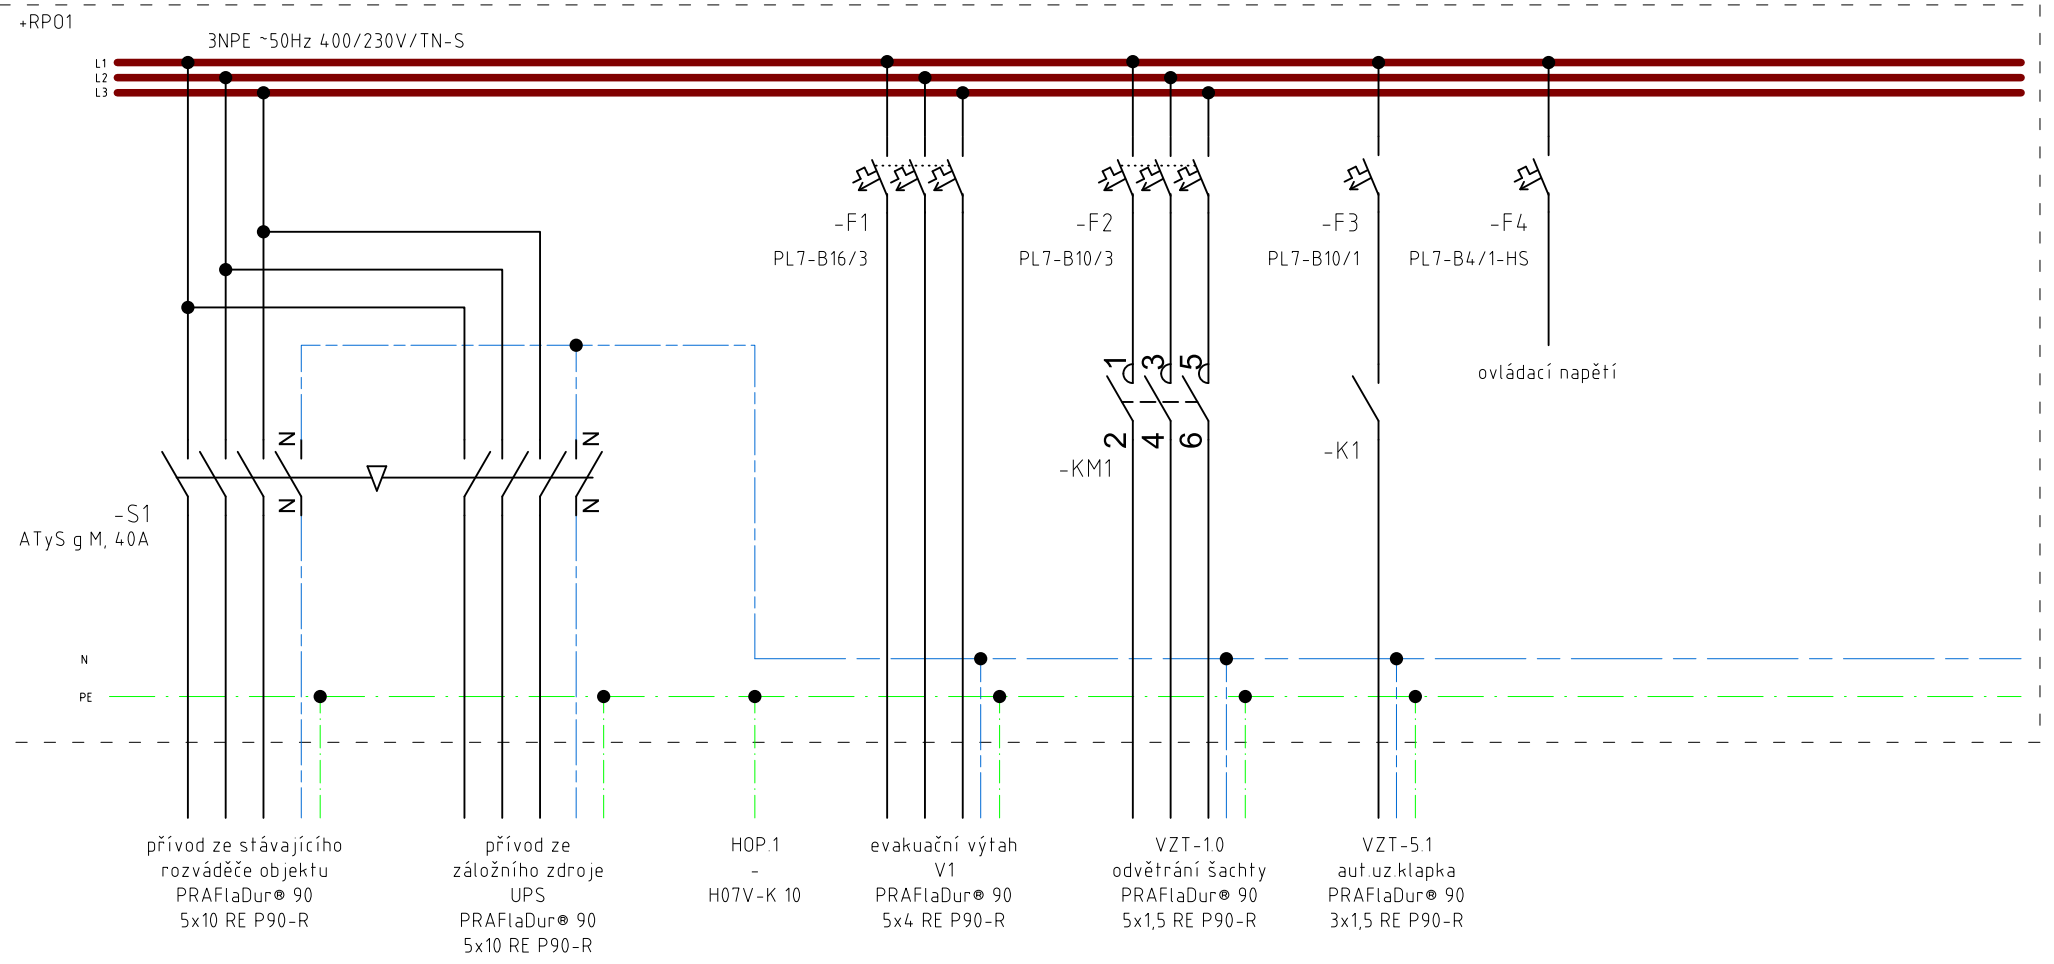 +RPO1
3NPE ~50Hz 400/230V/TN-S
L1
L2
L3
-F1
PL7-B16/3
-F2
PL7-B10/3
-F3
PL7-B10/1
-F4
PL7-B4/1-HS
1 3 5
2 4 6
-KM1
-K1
ovládací napětí
N N
N N
-S1
ATyS g M, 40A
N
PE
přívod ze stávajícího
rozváděče objektu
PRAFlaDur® 90
5x10 RE P90-R
přívod ze
záložního zdroje
UPS
PRAFlaDur® 90
5x10 RE P90-R
HOP.1
-
H07V-K 10
evakuační výtah
V1
PRAFlaDur® 90
5x4 RE P90-R
VZT-1.0
odvětrání šachty
PRAFlaDur® 90
5x1,5 RE P90-R
VZT-5.1
aut.uz.klapka
PRAFlaDur® 90
3x1,5 RE P90-R